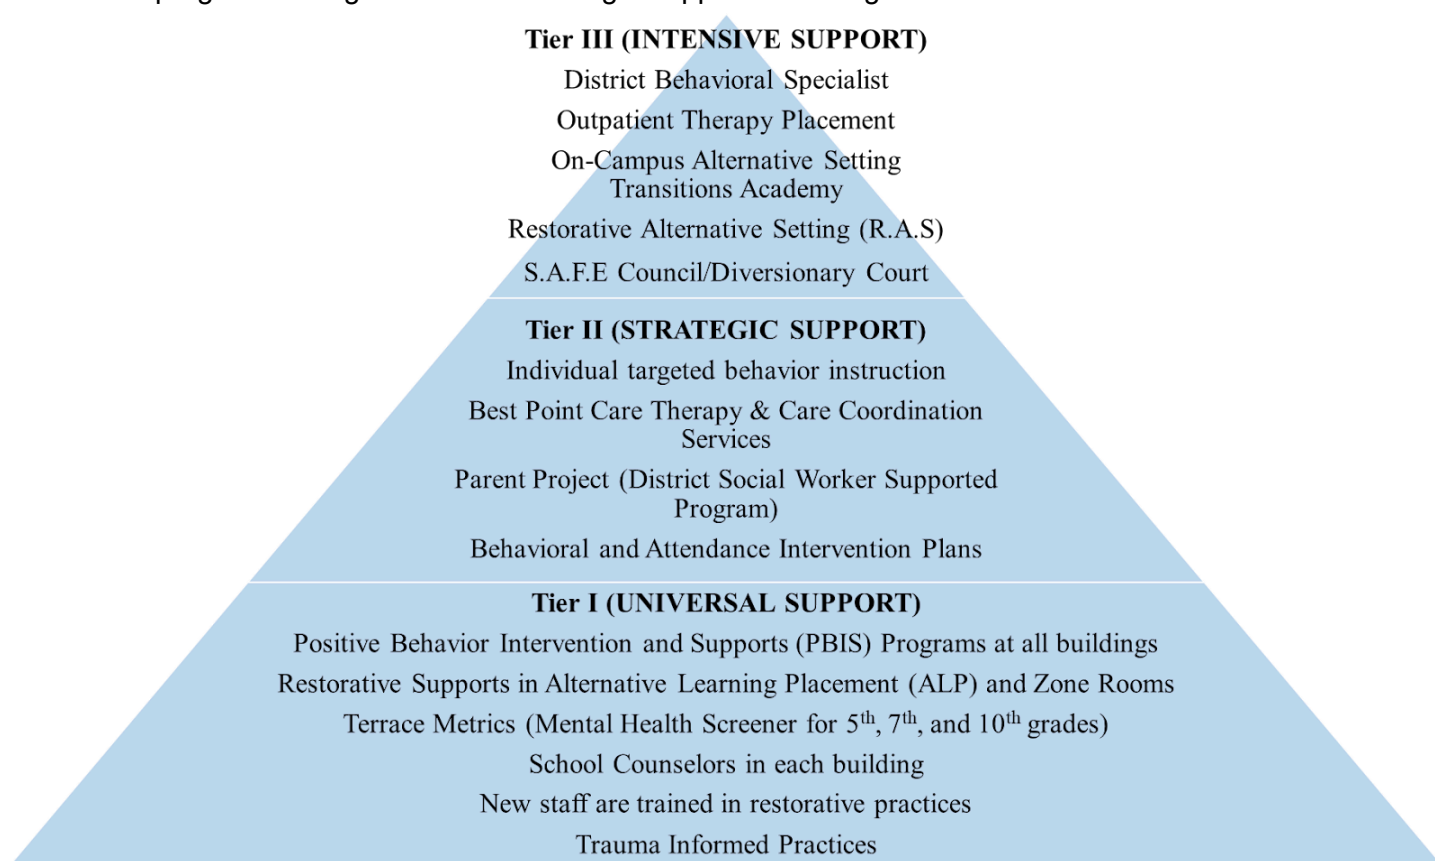 Tier III (INTENSIVE SUPPORT)
District Behavioral Specialist
Outpatient Therapy Placement
On-Campus Alternative Setting
Transitions Academy
Restorative Alternative Setting (R.A.S)
S.A.F.E Council/Diversionary Court
Tier II (STRATEGIC SUPPORT)
Individual targeted behavior instruction
Best Point Care Therapy & Care Coordination
Services
Parent Project (District Social Worker Supported
Program)
Behavioral and Attendance Intervention Plans
Tier I (UNIVERSAL SUPPORT)
Positive Behavior Intervention and Supports (PBIS) Programs at all buildings
Restorative Supports in Alternative Learning Placement (ALP) and Zone Rooms
Terrace Metrics (Mental Health Screener for 5th, 7th, and 10th grades)
School Counselors in each building
New staff are trained in restorative practices
Trauma Informed Practices